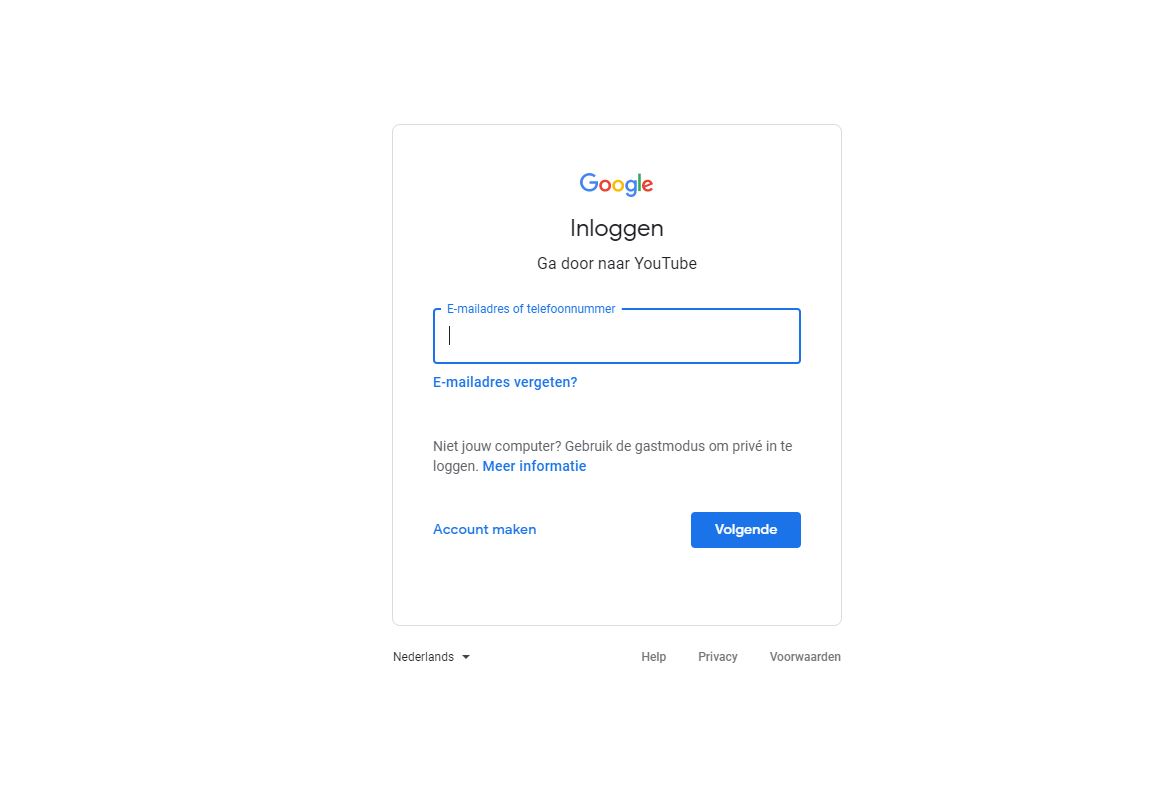 Google
Inloggen
Ga door naar YouTube
E-mailadres of telefoonnummer
E-mailadres vergeten?
Niet jouw computer? Gebruik de gastmodus om privé in te
loggen. Meer informatie
Account maken Volgende
Nederlands Help Privacy Voorwaarden